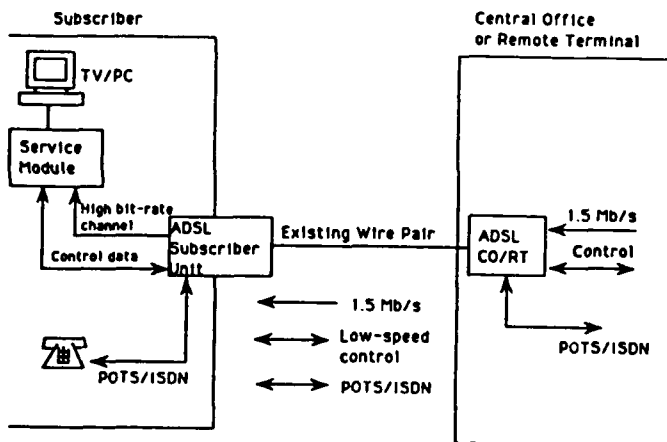 Subscriber
Central Office
or Remote Terminal
TV/PC
Service
Module
High bit-rate
channel
Control data
ADSL
Subscriber
Unit
Existing Wire Pair
ADSL
CO/RT
1.5 Mb/s
Control
1.5 Mb/s
Low-speed
control
POTS/ISDN
POTS/ISDN
POTS/ISDN